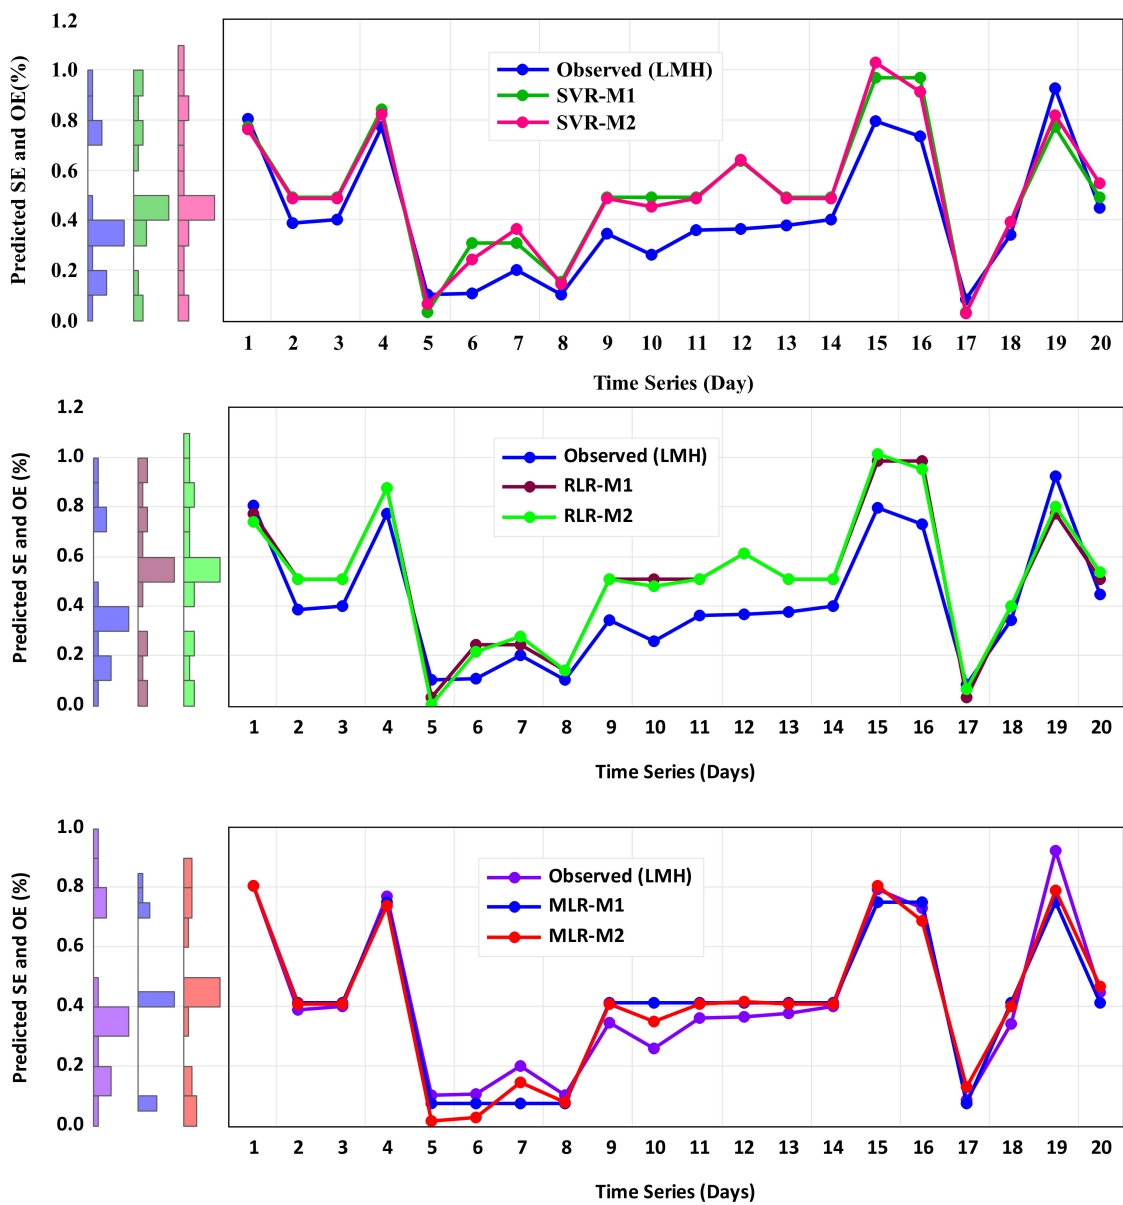 Predicted SE and OE(%)
1.2
1.0
0.8
0.6
0.4
0.2
0.0
Observed (LMH)
SVR-M1
SVR-M2
1 2 3 4 5 6 7 8 9 10 11 12 13 14 15 16 17 18 19 20
Time Series (Day)
Predicted SE and OE (%)
1.2
1.0
0.8
0.6
0.4
0.2
0.0
Observed (LMH)
RLR-M1
RLR-M2
1 2 3 4 5 6 7 8 9 10 11 12 13 14 15 16 17 18 19 20
Time Series (Days)
Predicted SE and OE (%)
1.0
0.8
0.6
0.4
0.2
0.0
Observed (LMH)
MLR-M1
MLR-M2
1 2 3 4 5 6 7 8 9 10 11 12 13 14 15 16 17 18 19 20
Time Series (Days)